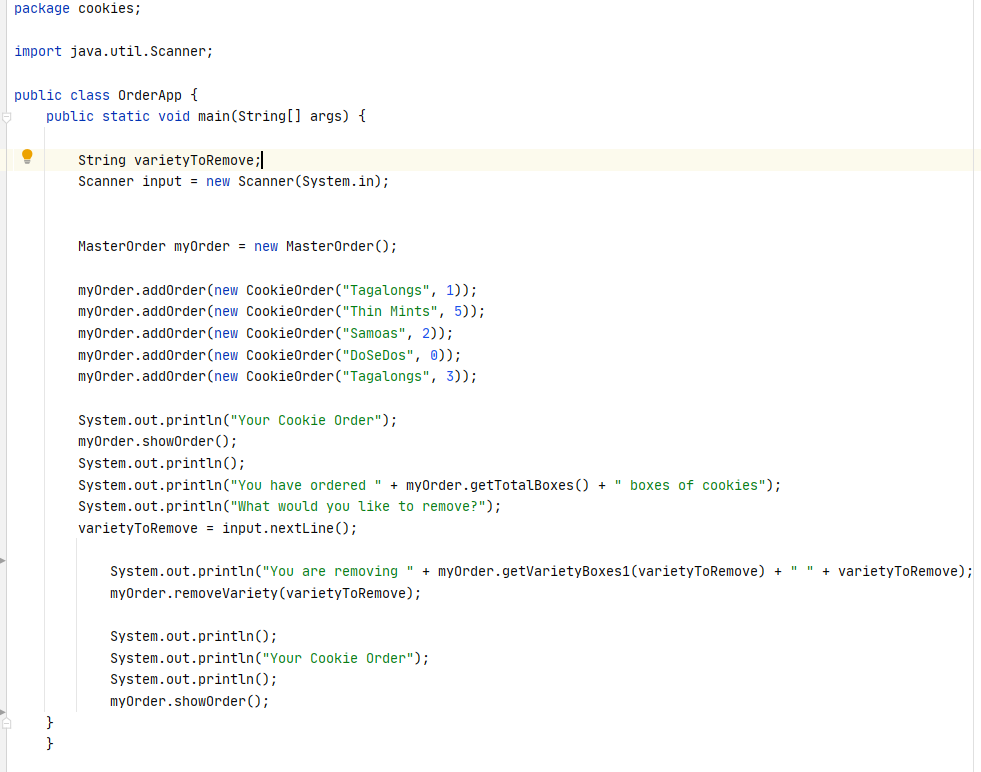 package cookies;
import java.util.Scanner;
public class OrderApp {
public static void main(String[] args) {
String varietyToRemove;
Scanner input = new Scanner(System.in);
MasterOrder myOrder = new MasterOrder();
myOrder.addOrder(new CookieOrder("Tagalongs", 1));
myOrder.addOrder(new CookieOrder("Thin Mints", 5));
myOrder.addOrder(new CookieOrder("Samoas", 2));
myOrder.addOrder(new CookieOrder("DoSeDos", 0));
myOrder.addOrder(new CookieOrder("Tagalongs", 3));
System.out.println("Your Cookie Order");
myOrder.showOrder();
System.out.println();
System.out.println("You have ordered " + myOrder.getTotalBoxes() + " boxes of cookies");
System.out.println("What would you like to remove?");
varietyToRemove = input.nextLine();
System.out.println("You are removing " + myOrder.getVarietyBoxes1(varietyToRemove) + " " + varietyToRemove);
myOrder.removeVariety(varietyToRemove);
System.out.println();
System.out.println("Your Cookie Order");
System.out.println();
myOrder.showOrder();
}
}